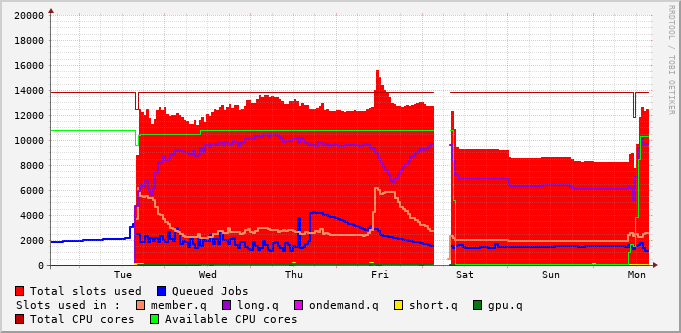 20000
18000
16000
14000
12000
10000
8000
6000
4000
2000
0
Tue Wed Thu Fri Sat Sun Mon
Total slots used Queued Jobs
Slots used in : member.q long.q ondemand.q short.q gpu.q
Total CPU cores Available CPU cores
RRDTOOL / TOBI OETIKER